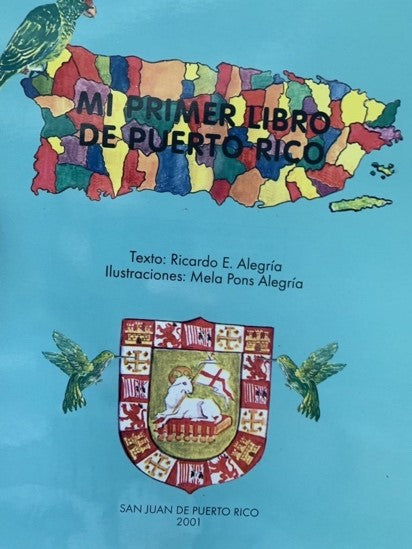 MI PRIMER LIBRO
DE PUERTO RICO
Texto: Ricardo E. Alegría
Ilustraciones: Mela Pons Alegría
SAN JUAN DE PUERTO RICO
2001